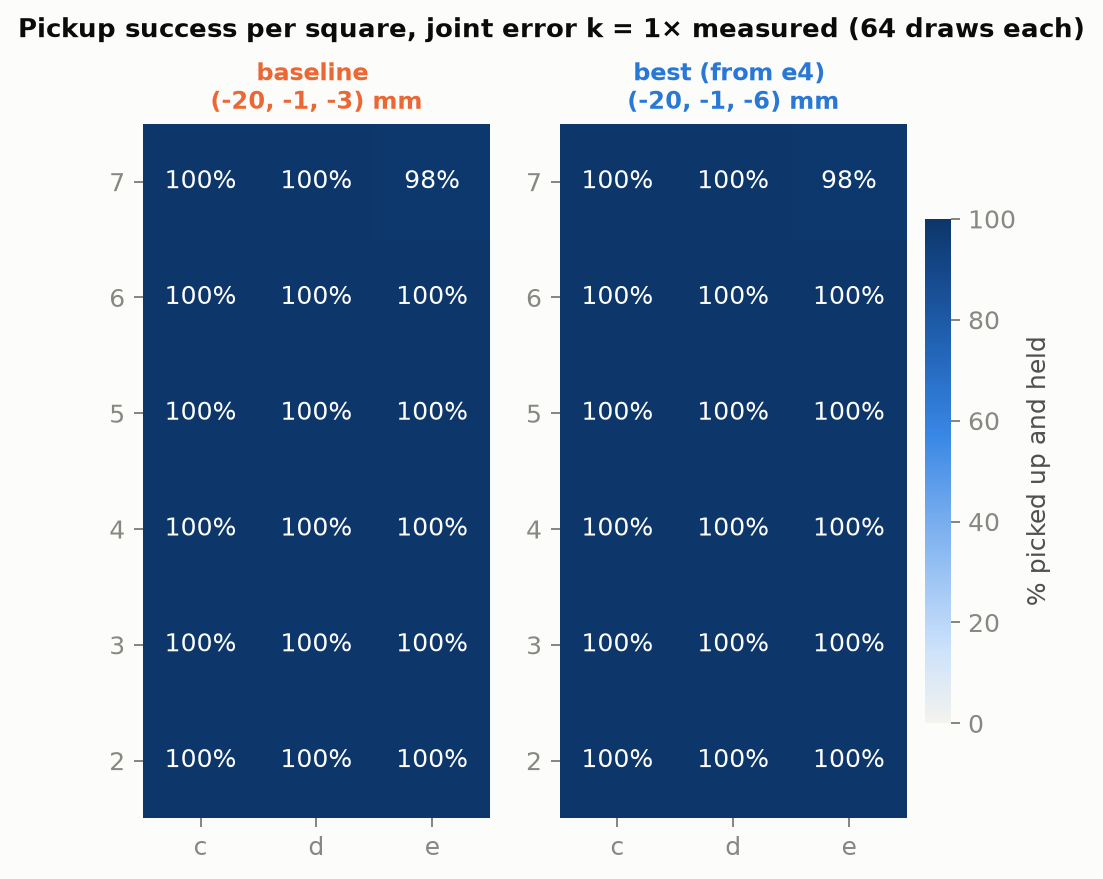 Pickup success per square, joint error k = 1× measured (64 draws each)
baseline
(-20, -1, -3) mm
best (from e4)
(-20, -1, -6) mm
7 100% 100% 98%
6 100% 100% 100%
5 100% 100% 100%
4 100% 100% 100%
3 100% 100% 100%
2 100% 100% 100%
c d e
7 100% 100% 98%
6 100% 100% 100%
5 100% 100% 100%
4 100% 100% 100%
3 100% 100% 100%
2 100% 100% 100%
c d e
100
80
60
40
20
0
% picked up and held